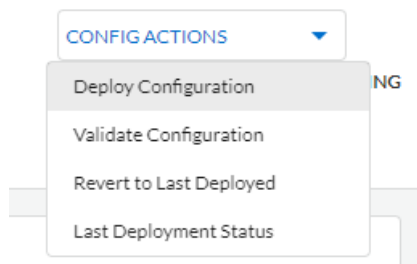 CONFIG ACTIONS
Deploy Configuration
NG
Validate Configuration
Revert to Last Deployed
Last Deployment Status